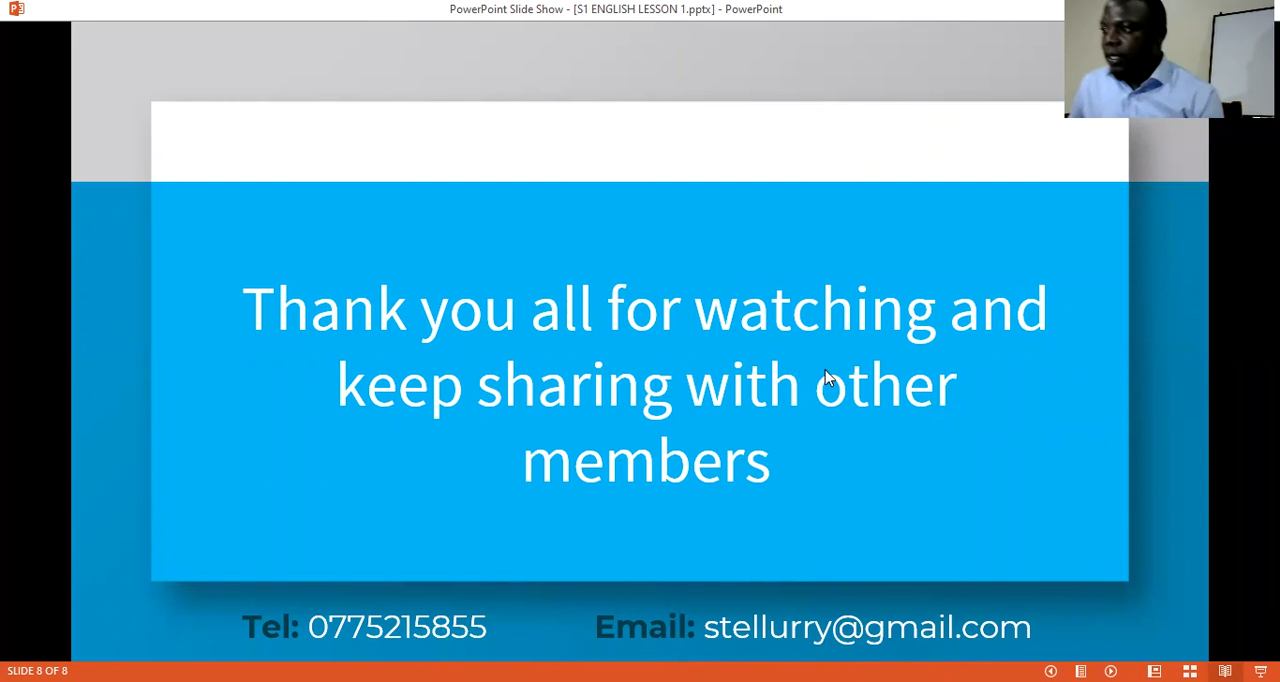 PowerPoint Slide Show - [S1 ENGLISH LESSON 1.pptx] - PowerPoint
Thank you all for watching and
keep sharing with other
members
Tel: 0775215855 Email: stellurry@gmail.com
SLIDE 8 OF 8